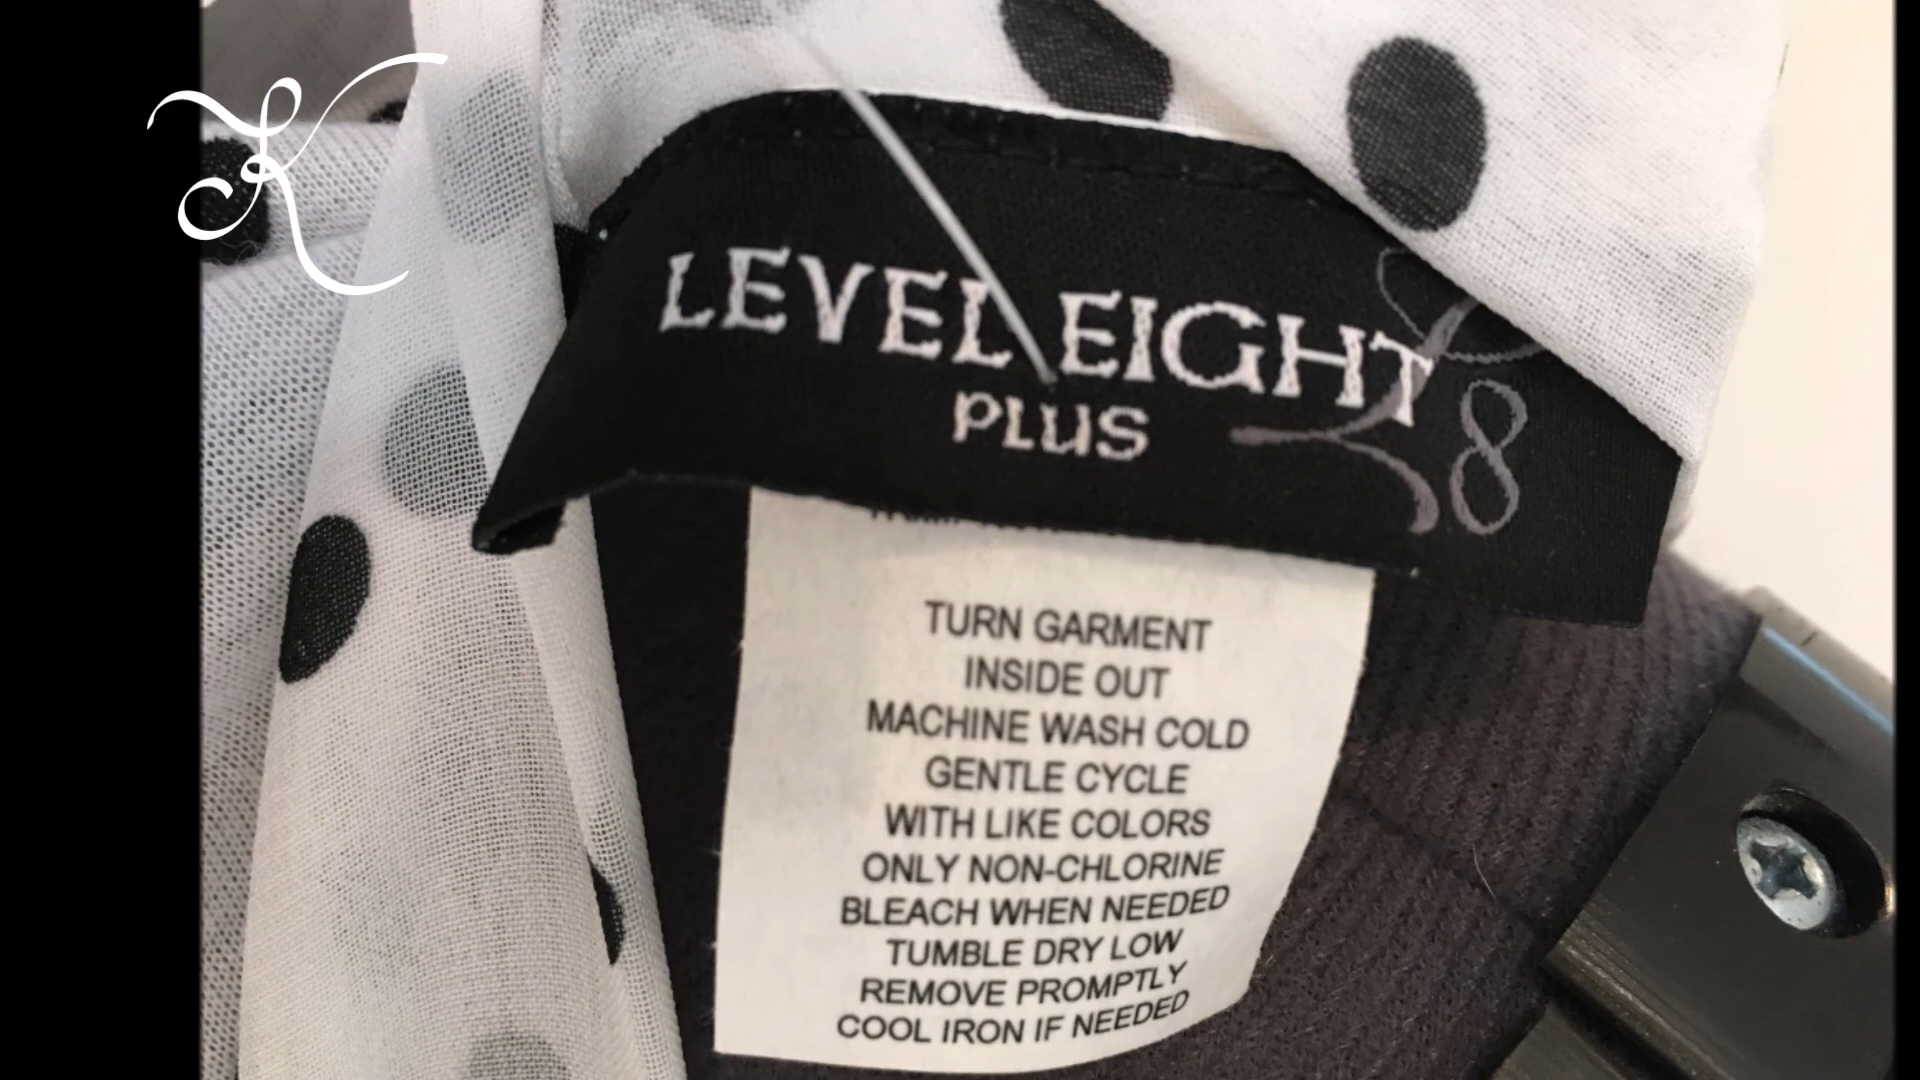 K
LEVEL EIGHT
PLUS
L8
TURN GARMENT
INSIDE OUT
MACHINE WASH COLD
GENTLE CYCLE
WITH LIKE COLORS
ONLY NON-CHLORINE
BLEACH WHEN NEEDED
TUMBLE DRY LOW
REMOVE PROMPTLY
COOL IRON IF NEEDED